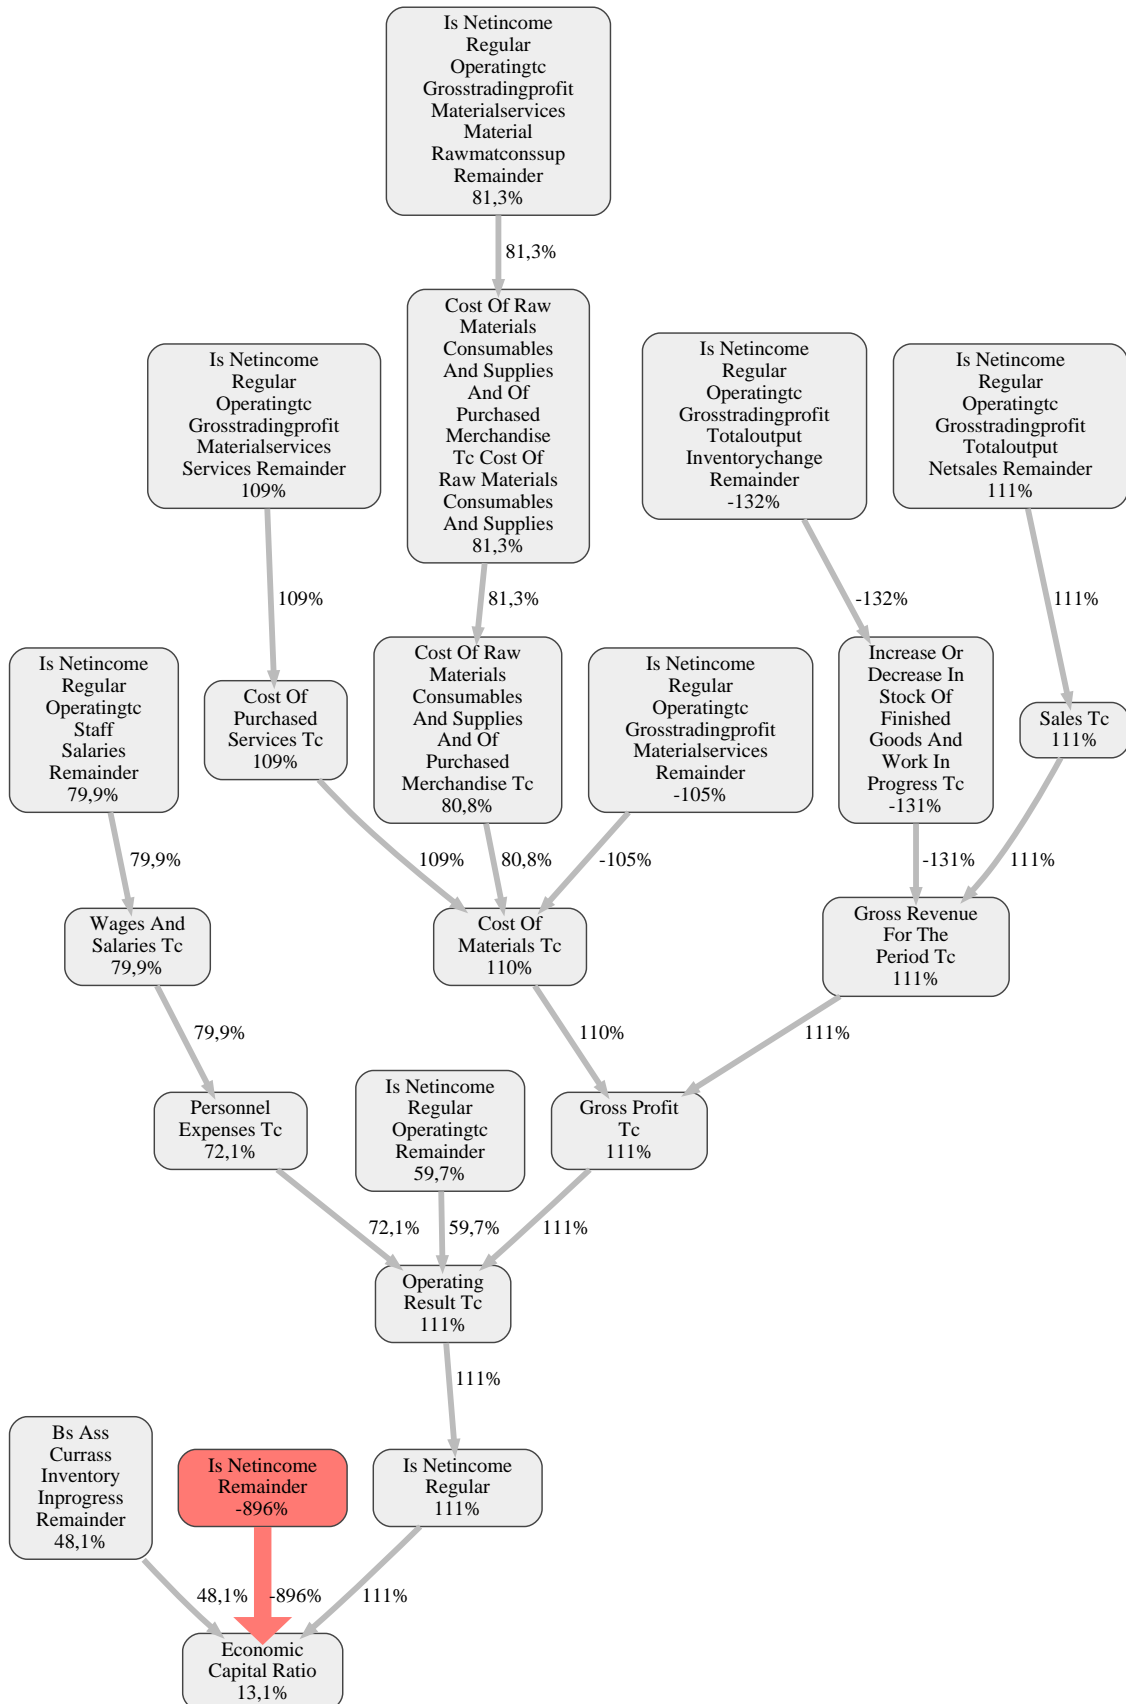 Is Netincome
Regular
Operatingtc
Grosstradingprofit
Materialservices
Material
Rawmatconssup
Remainder
81,3%
81,3%
Cost Of Raw
Materials
Consumables
And Supplies
And Of
Purchased
Merchandise
Tc Cost Of
Raw Materials
Consumables
And Supplies
81,3%
Is Netincome
Regular
Operatingtc
Grosstradingprofit
Materialservices
Services Remainder
109%
Is Netincome
Regular
Operatingtc
Grosstradingprofit
Totaloutput
Inventorychange
Remainder
-132%
Is Netincome
Regular
Operatingtc
Grosstradingprofit
Totaloutput
Netsales Remainder
111%
109%
81,3%
-132%
111%
Is Netincome
Regular
Operatingtc
Staff
Salaries
Remainder
79,9%
Cost Of
Purchased
Services Tc
109%
Cost Of Raw
Materials
Consumables
And Supplies
And Of
Purchased
Merchandise Tc
80,8%
Is Netincome
Regular
Operatingtc
Grosstradingprofit
Materialservices
Remainder
-105%
Increase Or
Decrease In
Stock Of
Finished
Goods And
Work In
Progress Tc
-131%
Sales Tc
111%
79,9%
109%
80,8%
-105%
-131%
111%
Wages And
Salaries Tc
79,9%
Cost Of
Materials Tc
110%
Gross Revenue
For The
Period Tc
111%
79,9%
110%
111%
Personnel
Expenses Tc
72,1%
Is Netincome
Regular
Operatingtc
Remainder
59,7%
Gross Profit
Tc
111%
72,1%
59,7%
111%
Operating
Result Tc
111%
111%
Bs Ass
Currass
Inventory
Inprogress
Remainder
48,1%
Is Netincome
Remainder
-896%
Is Netincome
Regular
111%
48,1%
-896%
111%
Economic
Capital Ratio
13,1%